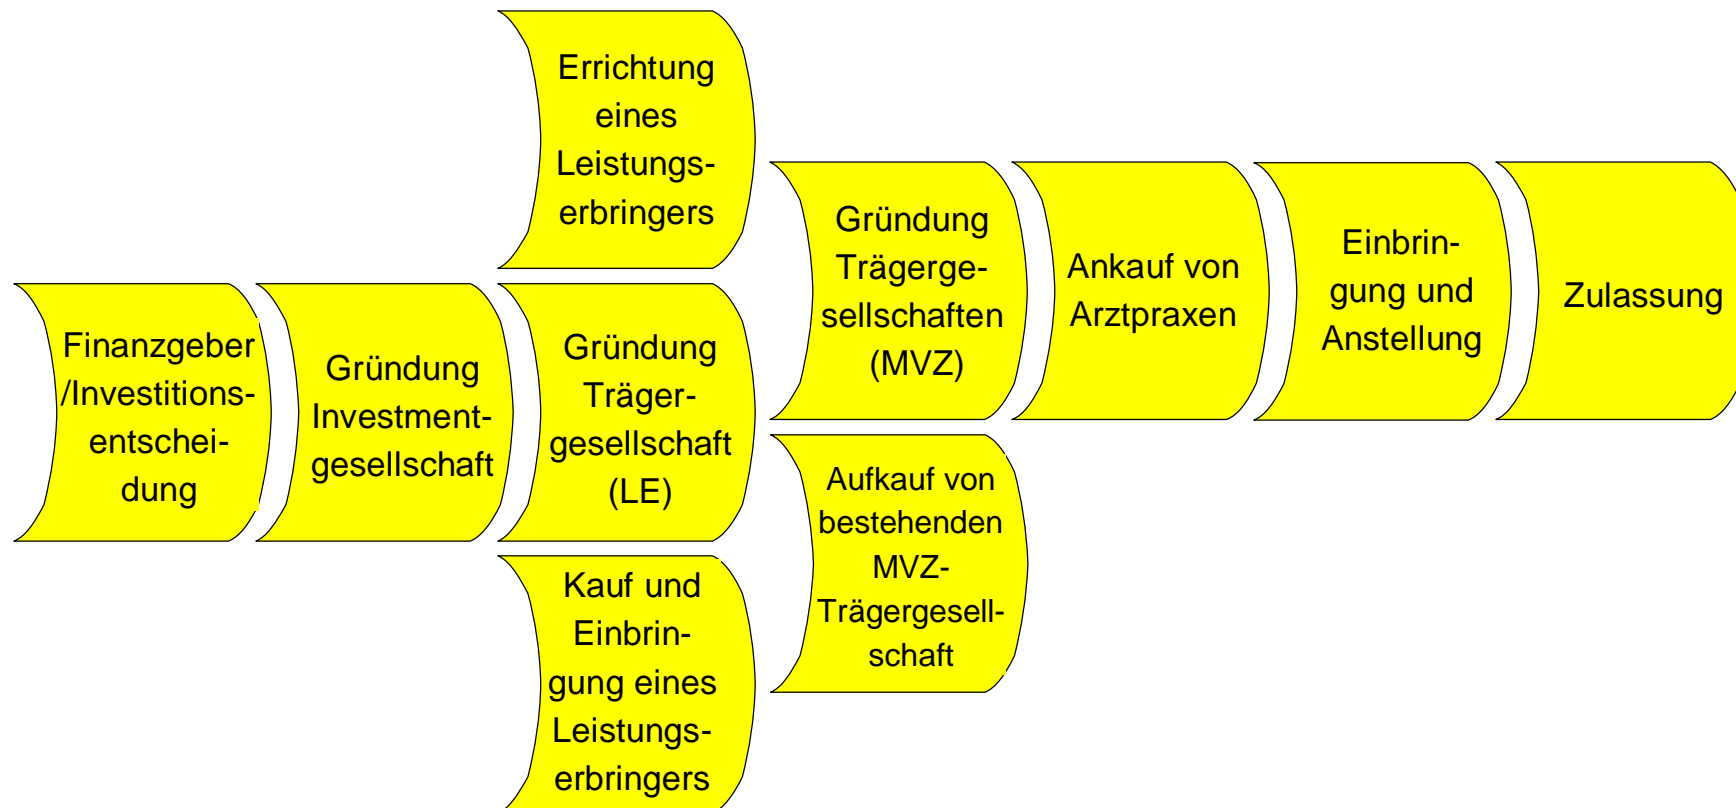 Finanzgeber
/Investitions-
entschei-
dung
Gründung
Investment-
gesellschaft
Errichtung
eines
Leistungs-
erbringers
Gründung
Träger-
gesellschaft
(LE)
Kauf und
Einbrin-
gung eines
Leistungs-
erbringers
Gründung
Trägerge-
sellschaften
(MVZ)
Aufkauf von
bestehenden
MVZ-
Trägergesell-
schaft
Ankauf von
Arztpraxen
Einbrin-
gung und
Anstellung
Zulassung